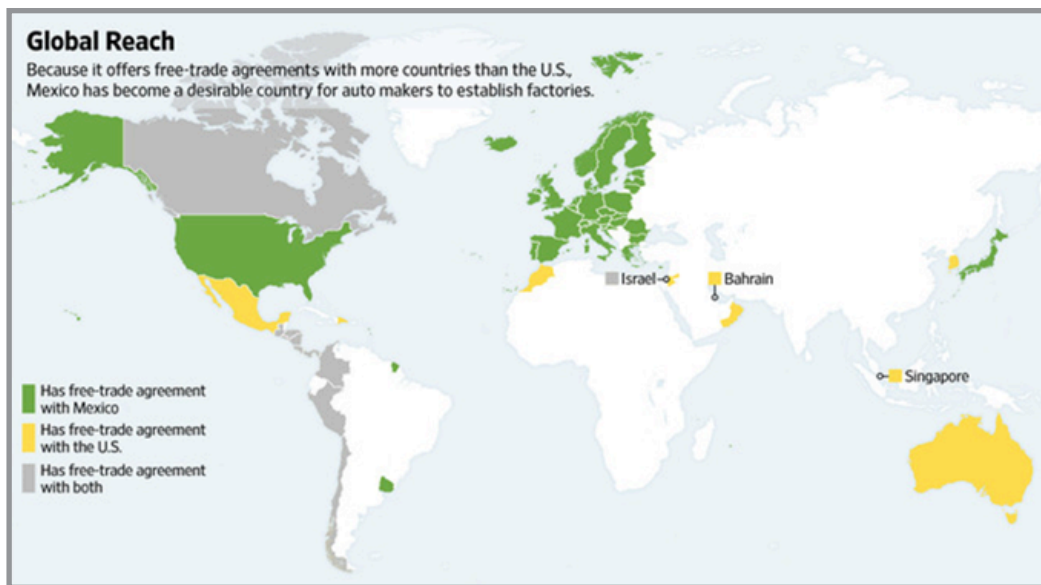 Global Reach
Because it offers free-trade agreements with more countries than the U.S.,
Mexico has become a desirable country for auto makers to establish factories.
Israel
Bahrain
Singapore
Has free-trade agreement
with Mexico
Has free-trade agreement
with the U.S.
Has free-trade agreement
with both